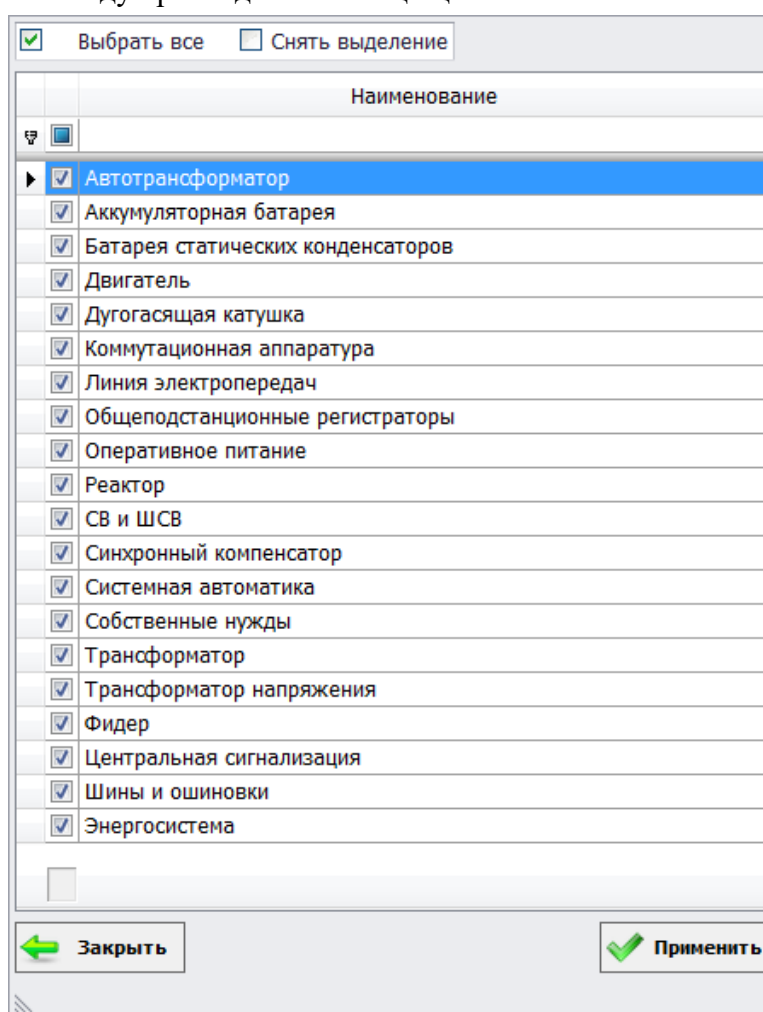 Выбрать все Снять выделение
Наименование
Автотрансформатор
Аккумуляторная батарея
Батарея статических конденсаторов
Двигатель
Дугогасящая катушка
Коммутационная аппаратура
Линия электропередач
Общеподстанционные регистраторы
Оперативное питание
Реактор
СВ и ШСВ
Синхронный компенсатор
Системная автоматика
Собственные нужды
Трансформатор
Трансформатор напряжения
Фидер
Центральная сигнализация
Шины и ошиновки
Энергосистема
Закрыть Применить